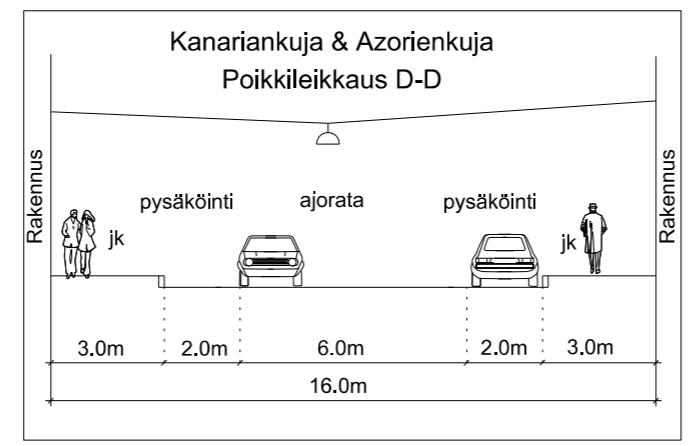 Kanariankuja & Azorienkuja
Poikkileikkaus D-D
Rakennus
pysäköinti
ajorata
pysäköinti
Rakennus
jk
jk
3.0m 2.0m 6.0m 2.0m 3.0m
16.0m